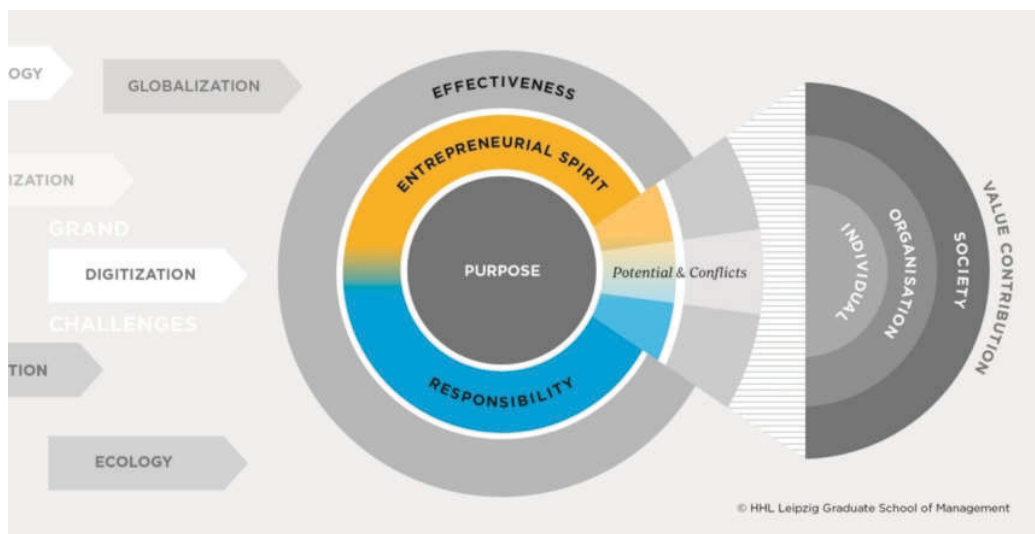 OGY
GLOBALIZATION
IZATION
GRAND
DIGITIZATION
CHALLENGES
TION
ECOLOGY
EFFECTIVENESS
ENTREPRENEURIAL SPIRIT
PURPOSE
Potential & Conflicts
RESPONSIBILITY
INDIVIDUAL
ORGANISATION
SOCIETY
VALUE CONTRIBUTION
© HHL Leipzig Graduate School of Management